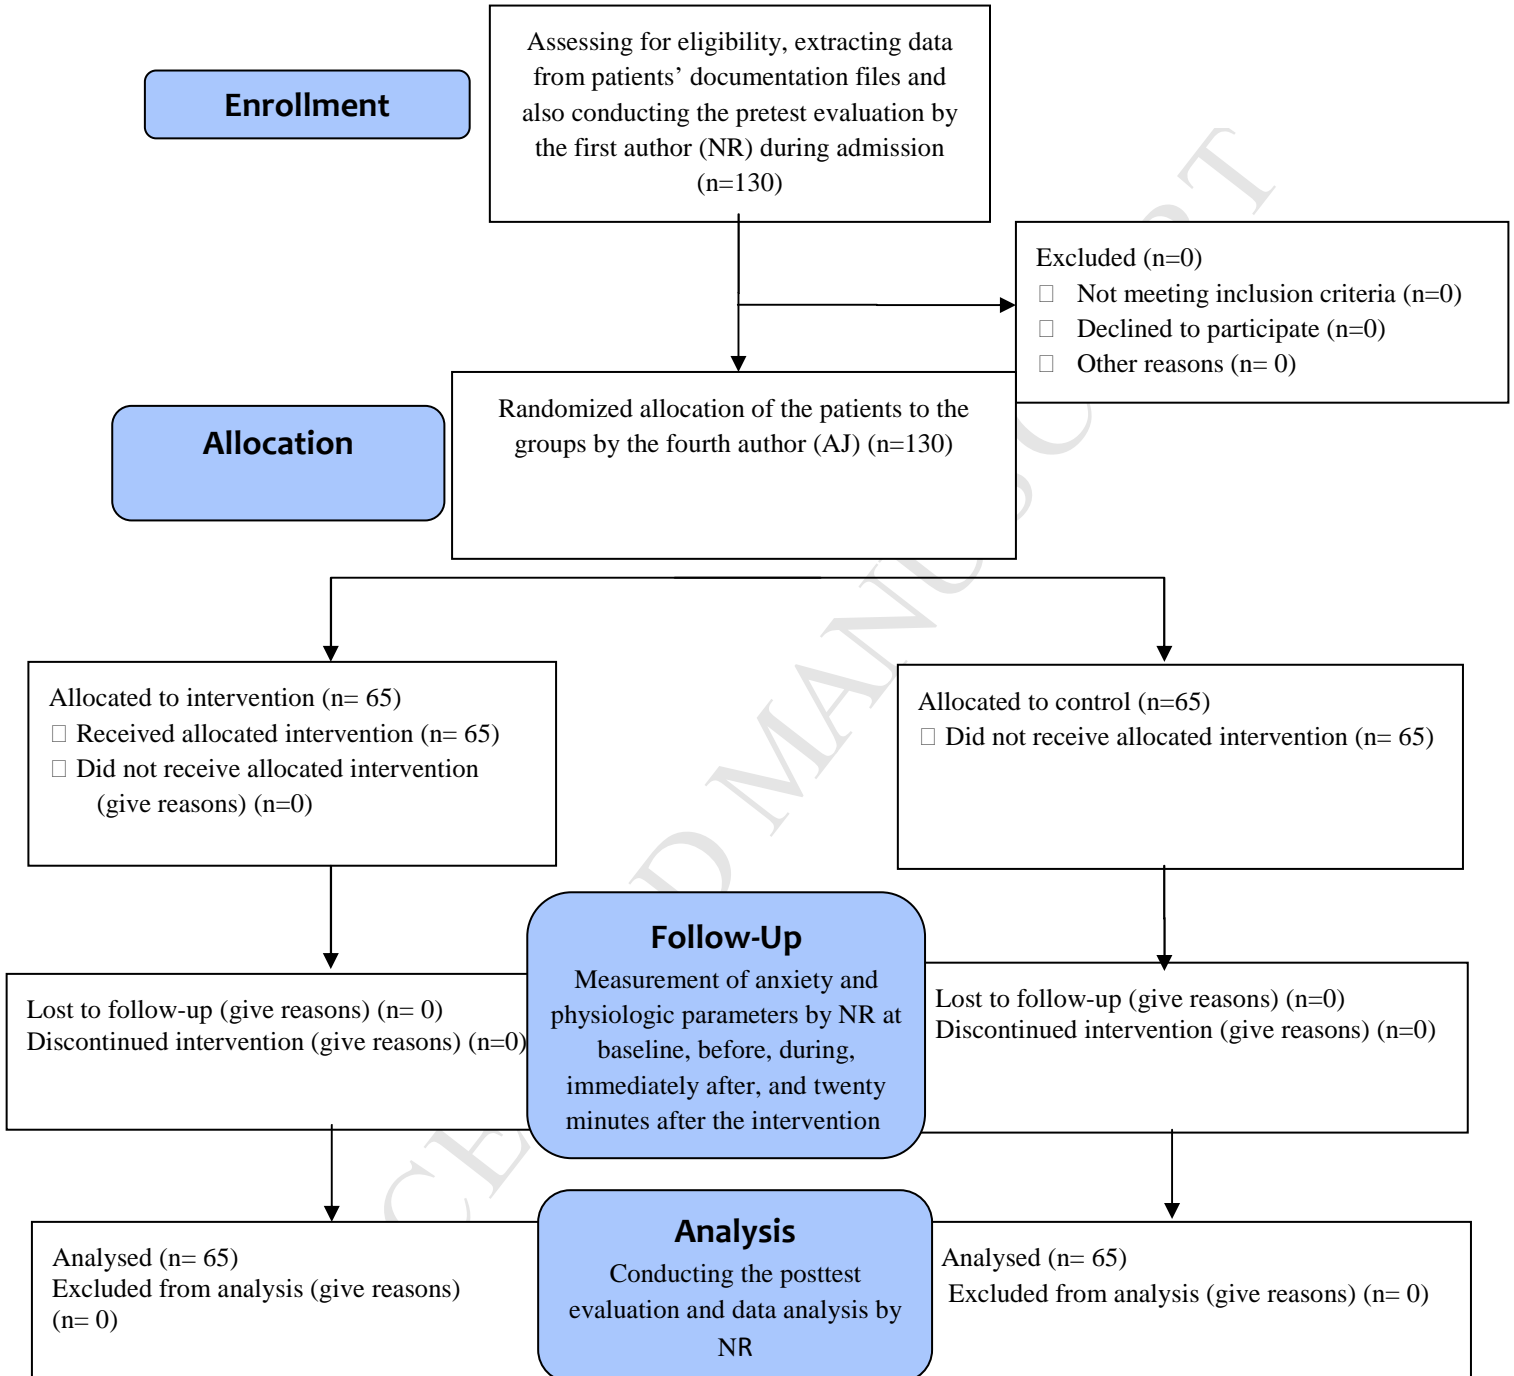 Assessing for eligibility, extracting data
from patients’ documentation files and
also conducting the pretest evaluation by
the first author (NR) during admission
(n=130)
Enrollment
Excluded (n=0)
Not meeting inclusion criteria (n=0)
Declined to participate (n=0)
Other reasons (n= 0)
Randomized allocation of the patients to the
groups by the fourth author (AJ) (n=130)
Allocation
Allocated to intervention (n= 65)
Received allocated intervention (n= 65)
Did not receive allocated intervention
(give reasons) (n=0)
Allocated to control (n=65)
Did not receive allocated intervention (n= 65)
Follow-Up
Measurement of anxiety and
physiologic parameters by NR at
baseline, before, during,
immediately after, and twenty
minutes after the intervention
Lost to follow-up (give reasons) (n= 0)
Discontinued intervention (give reasons) (n=0)
Lost to follow-up (give reasons) (n=0)
Discontinued intervention (give reasons) (n=0)
Analysis
Conducting the posttest
evaluation and data analysis by
NR
Analysed (n= 65)
Excluded from analysis (give reasons)
(n= 0)
Analysed (n= 65)
Excluded from analysis (give reasons) (n= 0)